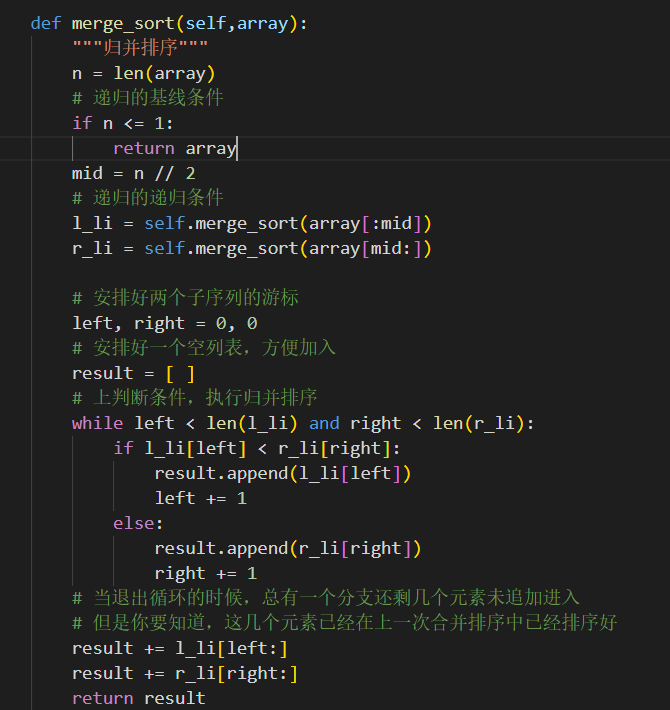 def merge_sort(self,array):
    """归并排序"""
    n = len(array)
    # 递归的基线条件
    if n <= 1:
        return array
    mid = n // 2
    # 递归的递归条件
    l_li = self.merge_sort(array[:mid])
    r_li = self.merge_sort(array[mid:])

    # 安排好两个子序列的游标
    left, right = 0, 0
    # 安排好一个空列表，方便加入
    result = [ ]
    # 上判断条件，执行归并排序
    while left < len(l_li) and right < len(r_li):
        if l_li[left] < r_li[right]:
            result.append(l_li[left])
            left += 1
        else:
            result.append(r_li[right])
            right += 1
    # 当退出循环的时候，总有一个分支还剩几个元素未追加进入
    # 但是你要知道，这几个元素已经在上一次合并排序中已经排序好
    result += l_li[left:]
    result += r_li[right:]
    return result